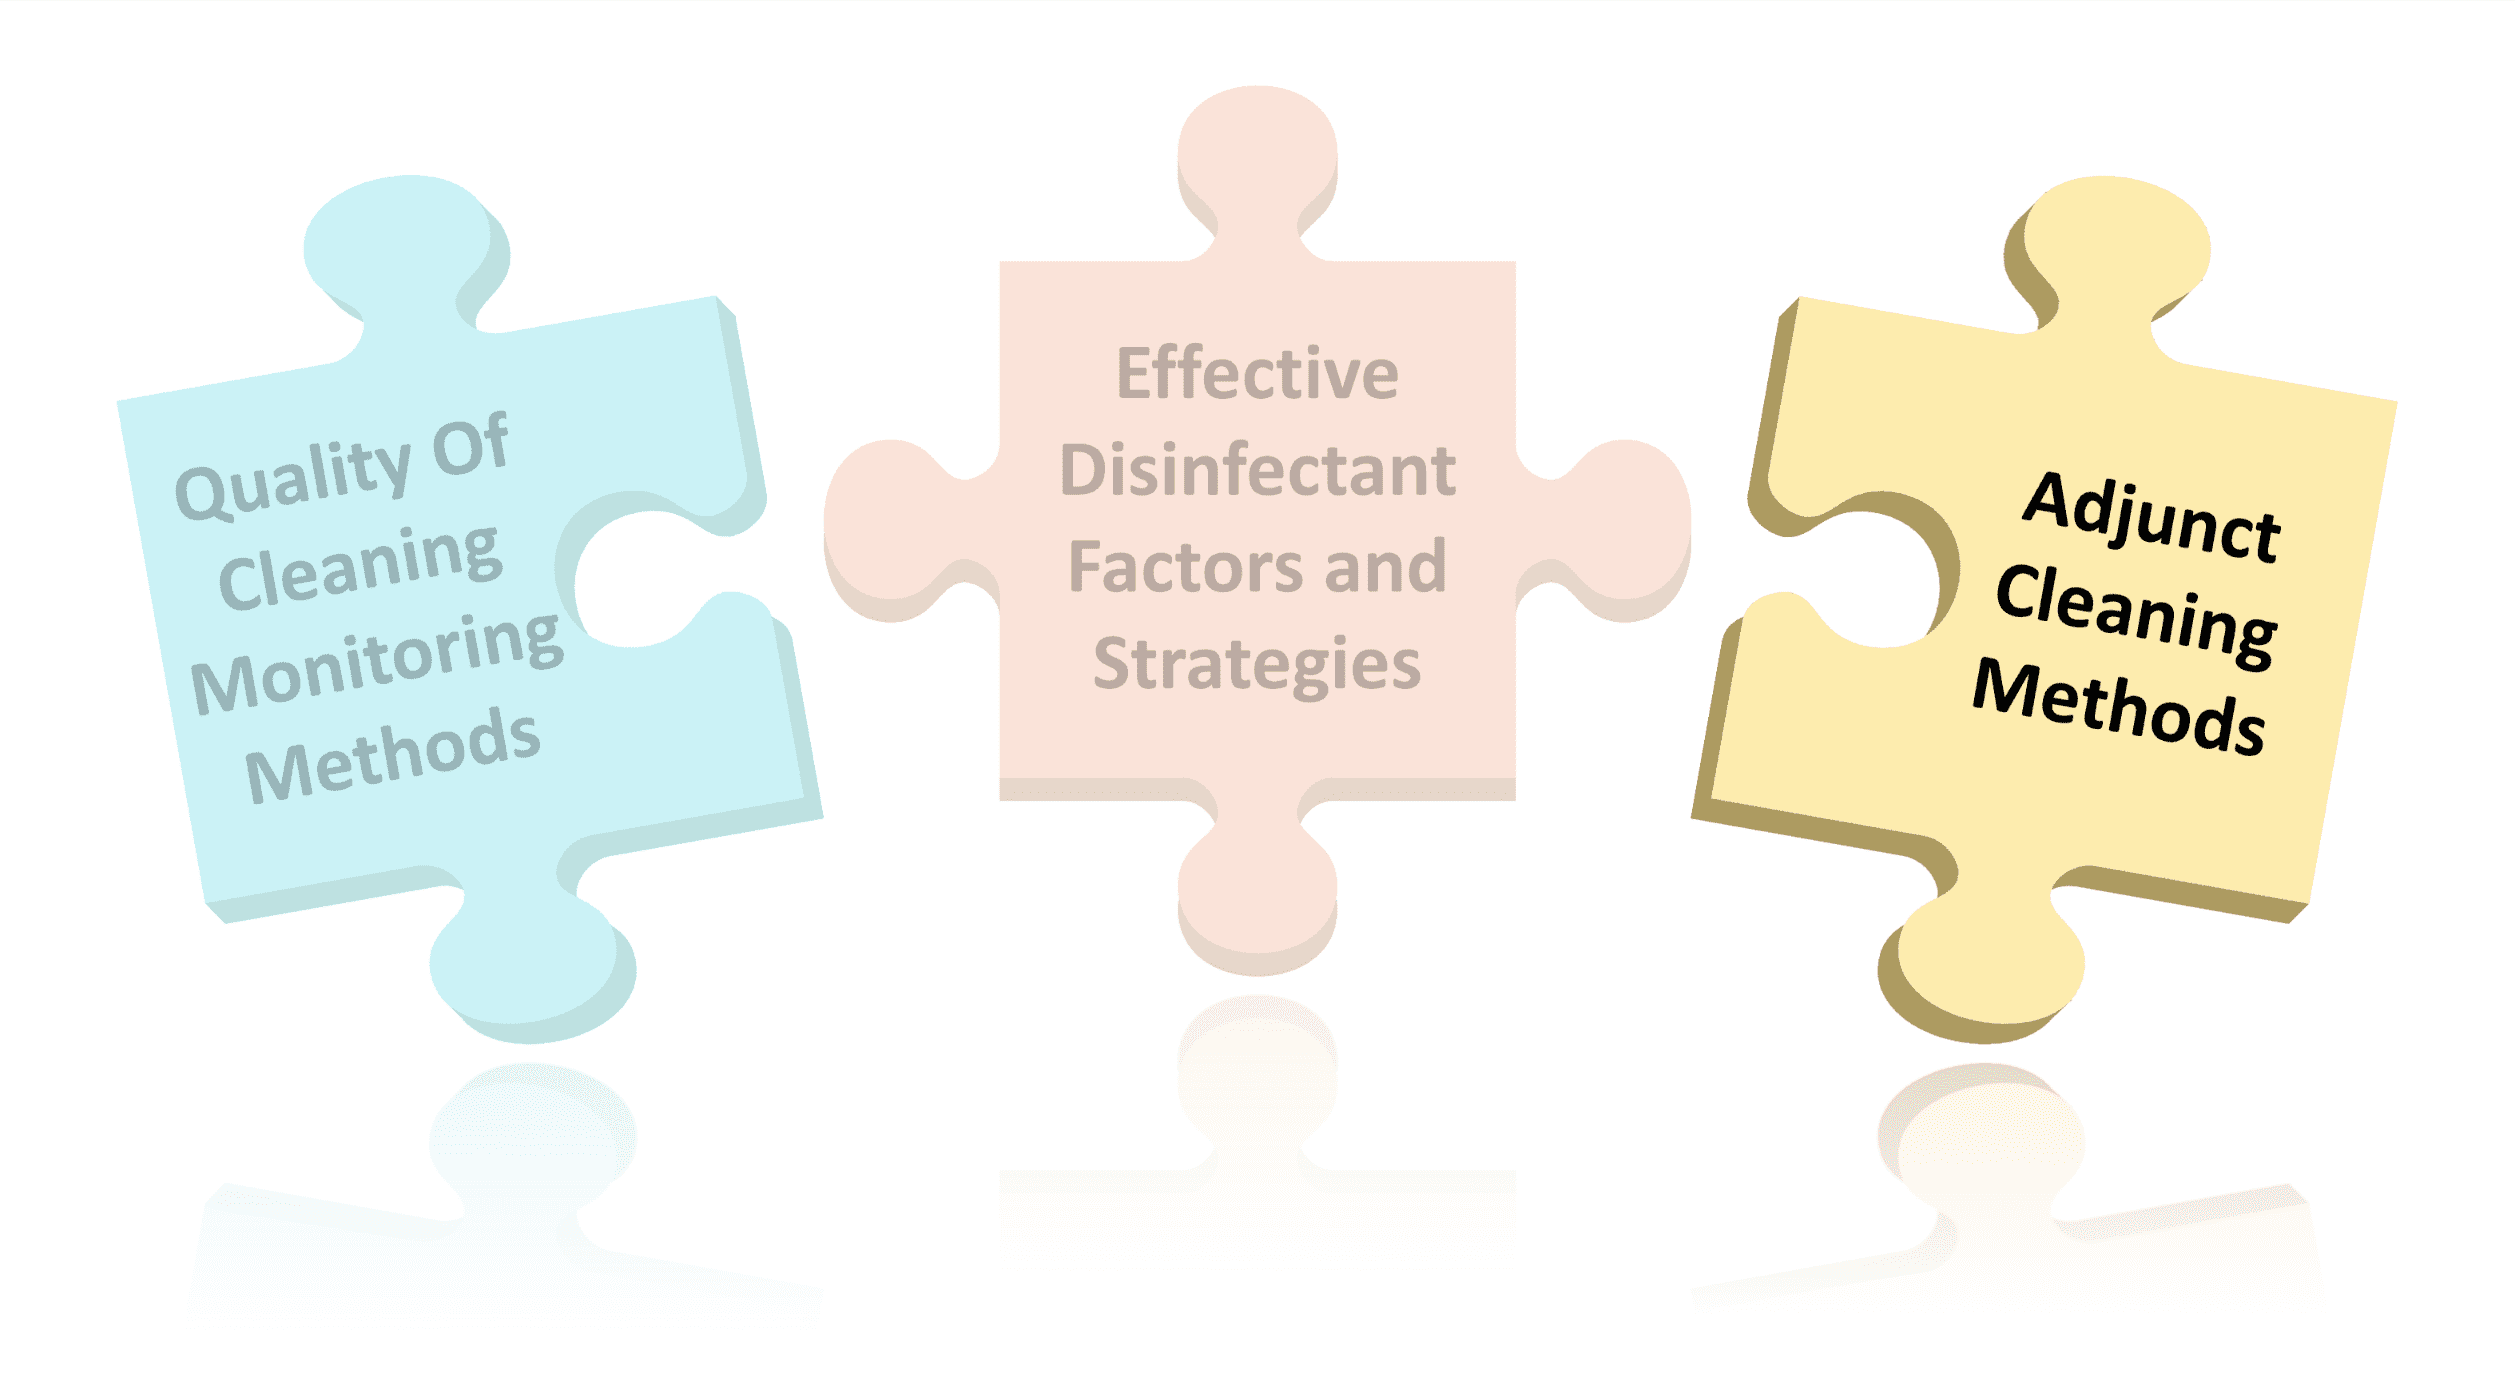 Quality Of
Cleaning
Monitoring
Methods
Effective
Disinfectant
Factors and
Strategies
Adjunct
Cleaning
Methods